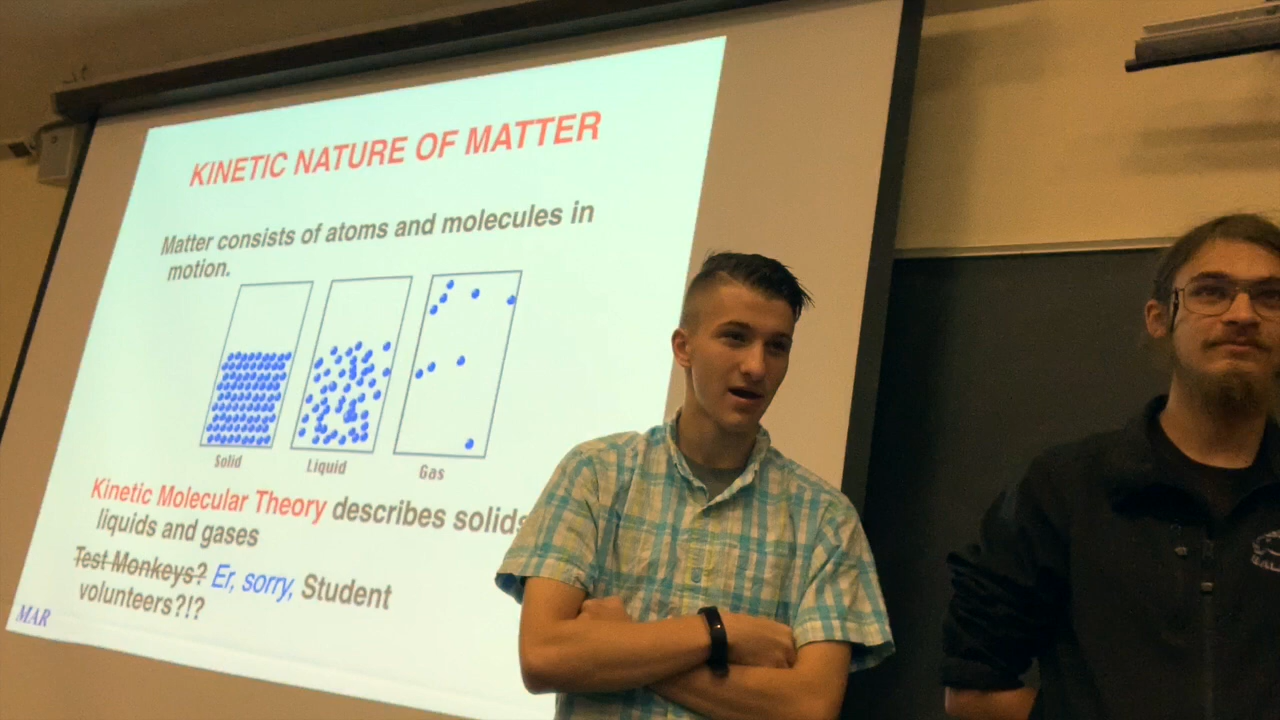 KINETIC NATURE OF MATTER
Matter consists of atoms and molecules in
motion.
Solid Liquid Gas
Kinetic Molecular Theory describes solids
liquids and gases
Test Monkeys? Er, sorry, Student
volunteers?!?
MAR